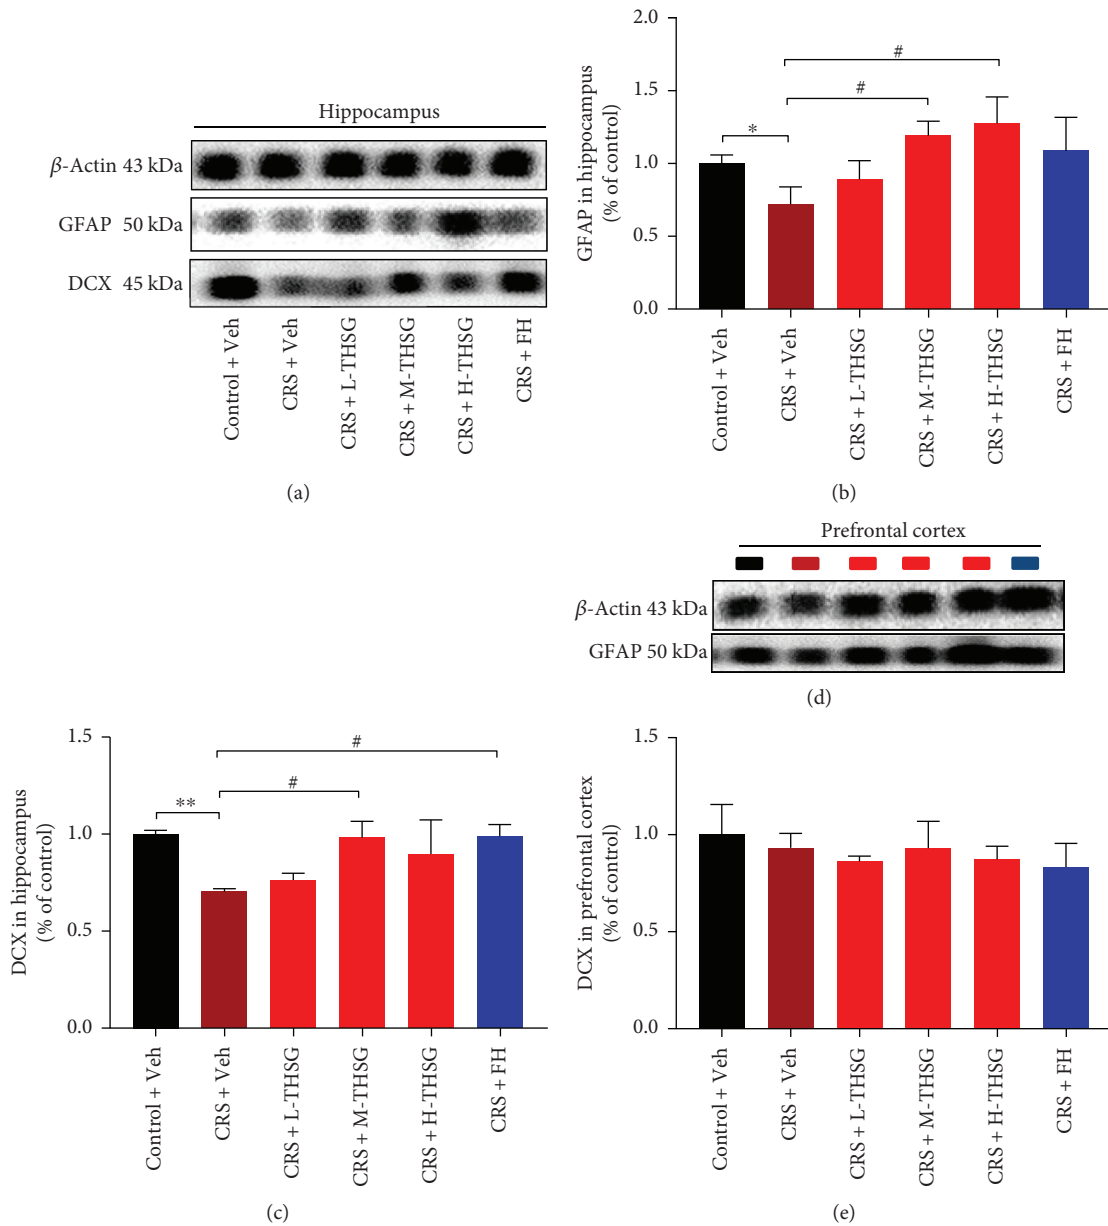 Hippocampus
β-Actin 43 kDa
GFAP 50 kDa
DCX 45 kDa
Control + Veh
CRS + Veh
CRS + L-THSG
CRS + M-THSG
CRS + H-THSG
CRS + FH
(a)
GFAP in hippocampus
(% of control)
2.0
1.5
1.0
0.5
0.0
*
#
#
Control + Veh
CRS + Veh
CRS + L-THSG
CRS + M-THSG
CRS + H-THSG
CRS + FH
(b)
DCX in hippocampus
(% of control)
1.5
1.0
0.5
0.0
**
#
#
Control + Veh
CRS + Veh
CRS + L-THSG
CRS + M-THSG
CRS + H-THSG
CRS + FH
(c)
Prefrontal cortex
β-Actin 43 kDa
GFAP 50 kDa
(d)
DCX in prefrontal cortex
(% of control)
1.5
1.0
0.5
0.0
Control + Veh
CRS + Veh
CRS + L-THSG
CRS + M-THSG
CRS + H-THSG
CRS + FH
(e)